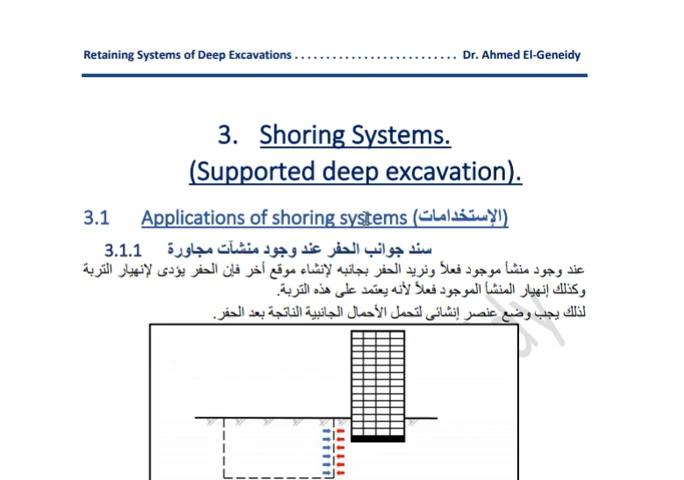 Retaining Systems of Deep Excavations . . . . . . . . . . . . . . . . . . . . . . . . . . Dr. Ahmed El-Geneidy
3. Shoring Systems.
(Supported deep excavation).
3.1 Applications of shoring systems (الإستخدامات)
3.1.1 سند جوانب الحفر عند وجود منشآت مجاورة
عند وجود منشأ موجود فعلاً ونريد الحفر بجانبه لإنشاء موقع أخر فإن الحفر يؤدى لإنهيار التربة
وكذلك إنهيار المنشأ الموجود فعلاً لأنه يعتمد على هذه التربة.
لذلك يجب وضع عنصر إنشائى لتحمل الأحمال الجانبية الناتجة بعد الحفر.